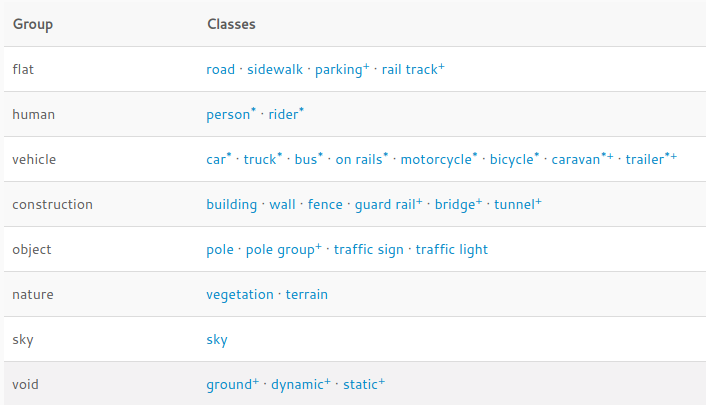 Group Classes
flat road · sidewalk · parking⁺ · rail track⁺
human person* · rider*
vehicle car* · truck* · bus* · on rails* · motorcycle* · bicycle* · caravan*⁺ · trailer*⁺
construction building · wall · fence · guard rail⁺ · bridge⁺ · tunnel⁺
object pole · pole group⁺ · traffic sign · traffic light
nature vegetation · terrain
sky sky
void ground⁺ · dynamic⁺ · static⁺